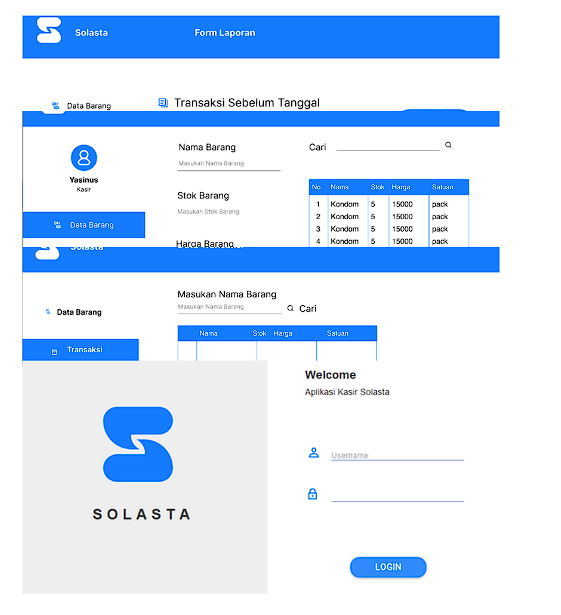 Solasta
Form Laporan
Data Barang
Transaksi Sebelum Tanggal
Nama Barang
Cari
Masukan Nama Barang
Yasinus
Kasir
No. Nama Stok Harga Satuan
Stok Barang
1 Kondom 5 15000 pack
Masukan Stok Barang
2 Kondom 5 15000 pack
Data Barang
3 Kondom 5 15000 pack
Harga Barang
4 Kondom 5 15000 pack
Solasta
Masukan Nama Barang
Masukan Nama Barang
Cari
Data Barang
Nama Stok Harga Satuan
Transaksi
Welcome
Aplikasi Kasir Solasta
Username
SOLASTA
LOGIN